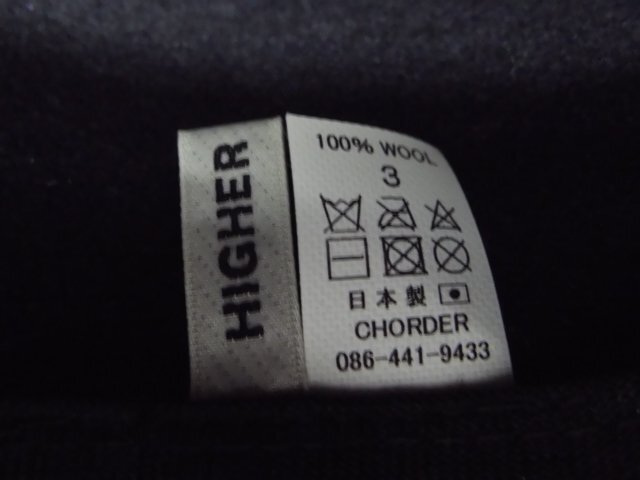 HIGHER
100% WOOL
3
日本製
CHORDER
086-441-9433